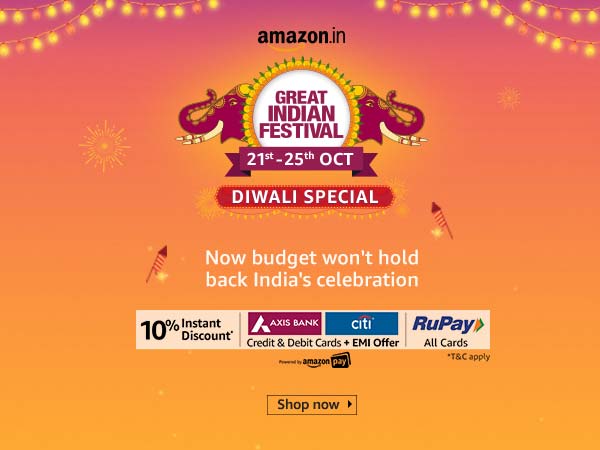 amazon.in
GREAT
INDIAN
FESTIVAL
21st-25th OCT
DIWALI SPECIAL
Now budget won't hold
back India's celebration
10% Instant
Discount*
AXIS BANK
citi
Credit & Debit Cards + EMI Offer
RuPay
All Cards
*T&C apply
Powered by amazon pay
Shop now